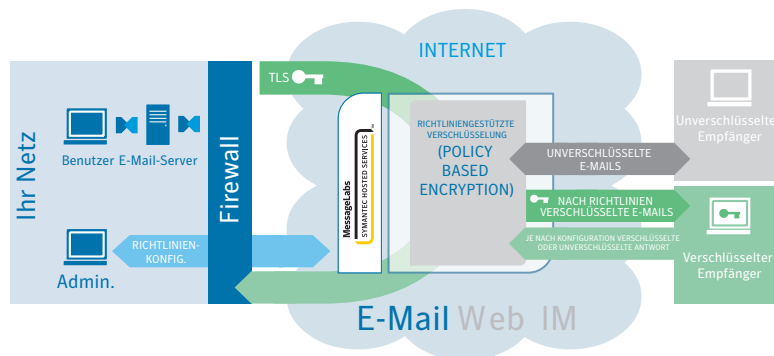 INTERNET
TLS
Ihr Netz
Benutzer E-Mail-Server
Firewall
MessageLabs
SYMANTEC HOSTED SERVICES™
RICHTLINIENGESTÜTZTE
VERSCHLÜSSELUNG
(POLICY
BASED
ENCRYPTION)
UNVERSCHLÜSSELTE
E-MAILS
Unverschlüsselte
Empfänger
NACH RICHTLINIEN
VERSCHLÜSSELTE E-MAILS
JE NACH KONFIGURATION VERSCHLÜSSELTE
ODER UNVERSCHLÜSSELTE ANTWORT
Verschlüsselter
Empfänger
RICHTLINIEN-
KONFIG.
Admin.
E-Mail Web IM